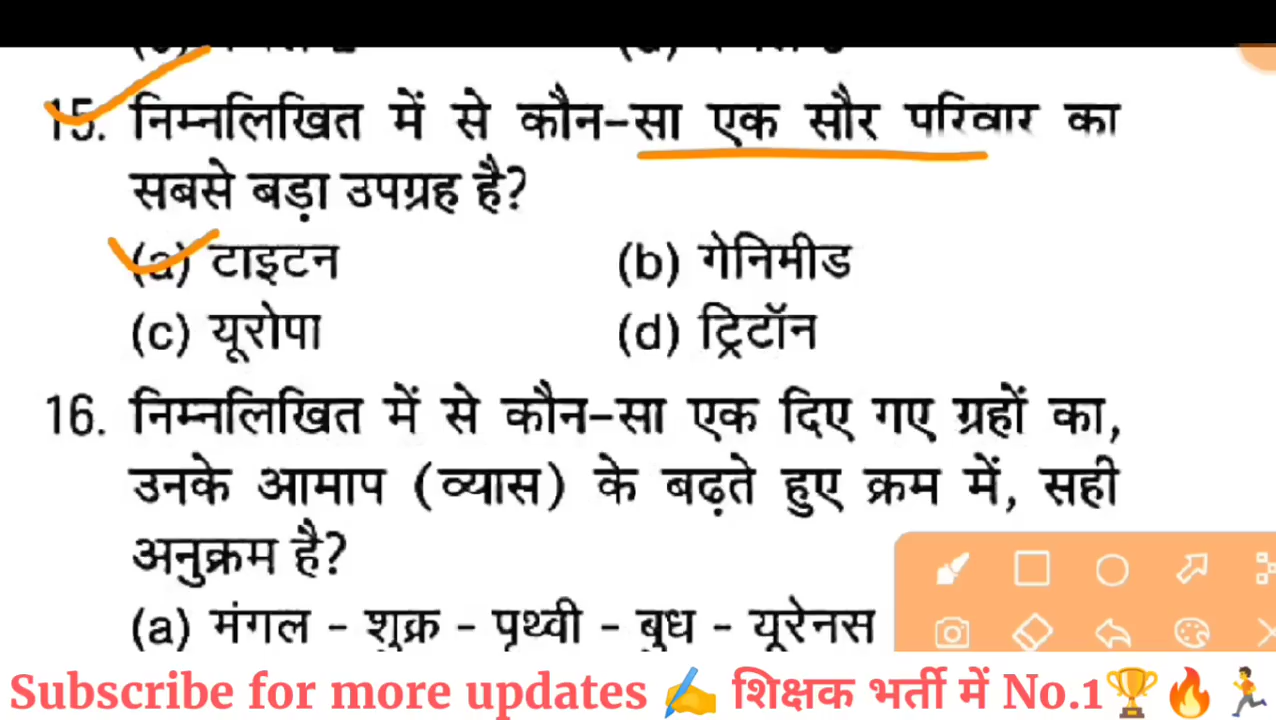 15. निम्नलिखित में से कौन-सा एक सौर परिवार का
सबसे बड़ा उपग्रह है?
(a) टाइटन (b) गेनिमीड
(c) यूरोपा (d) ट्रिटॉन
16. निम्नलिखित में से कौन-सा एक दिए गए ग्रहों का,
उनके आमाप (व्यास) के बढ़ते हुए क्रम में, सही
अनुक्रम है?
(a) मंगल - शुक्र - पृथ्वी - बुध - यूरेनस
Subscribe for more updates ✍️ शिक्षक भर्ती में No.1🏆🔥🏃